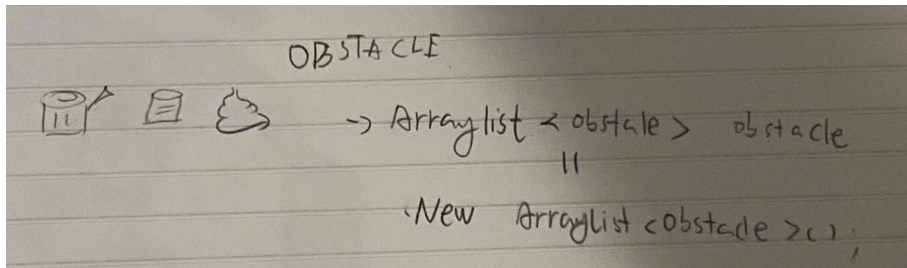 OBSTACLE
→ Arraylist <obstale> obstacle
=
New Arraylist <Obstacle>();